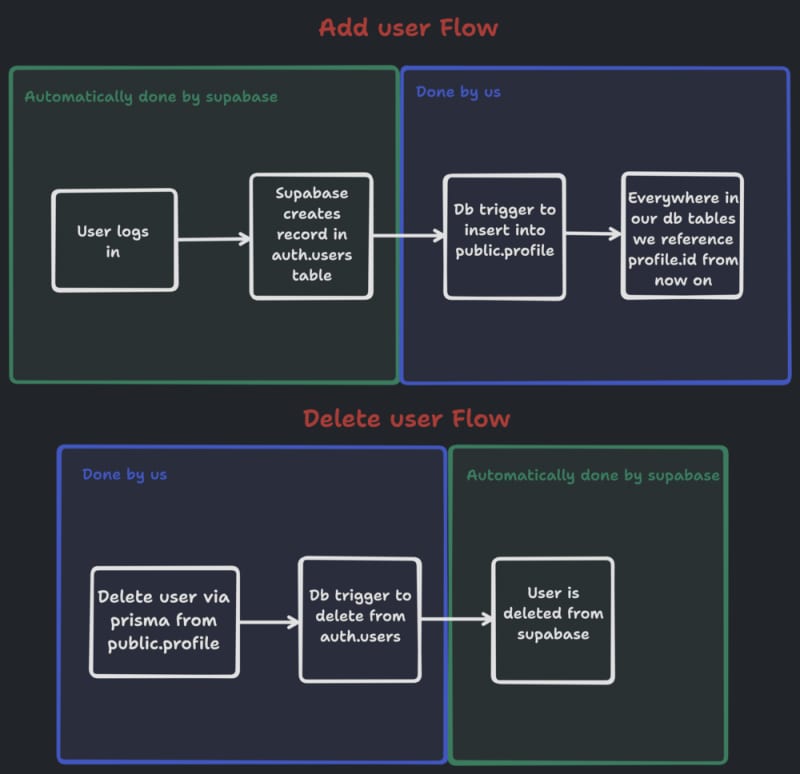 Add user Flow
Automatically done by supabase
Done by us
User logs
in
Supabase
creates
record in
auth.users
table
Db trigger to
insert into
public.profile
Everywhere in
our db tables
we reference
profile.id from
now on
Delete user Flow
Done by us
Automatically done by supabase
Delete user via
prisma from
public.profile
Db trigger to
delete from
auth.users
User is
deleted from
supabase